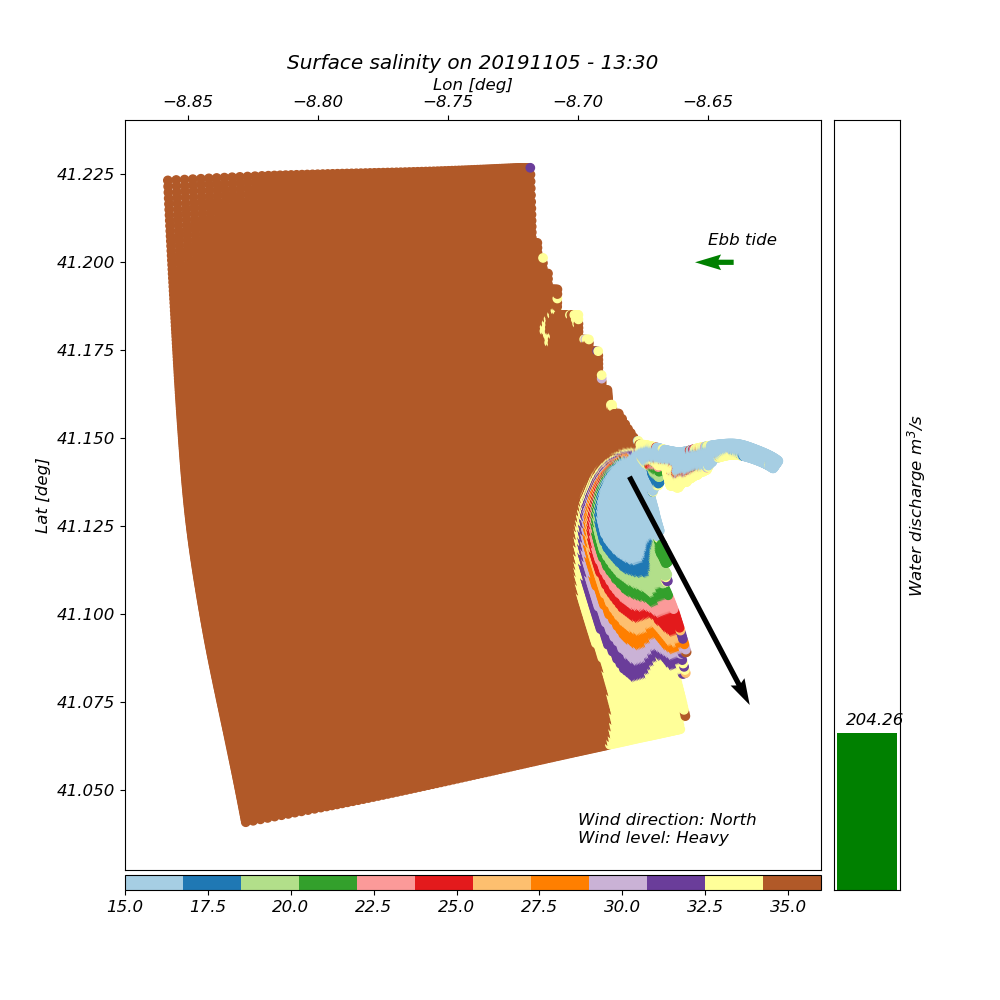 Surface salinity on 20191105 - 13:30
Lon [deg]
−8.85 −8.80 −8.75 −8.70 −8.65
41.225
41.200
41.175
41.150
41.125
41.100
41.075
41.050
Lat [deg]
Ebb tide
Wind direction: North
Wind level: Heavy
204.26
Water discharge m³/s
15.0 17.5 20.0 22.5 25.0 27.5 30.0 32.5 35.0